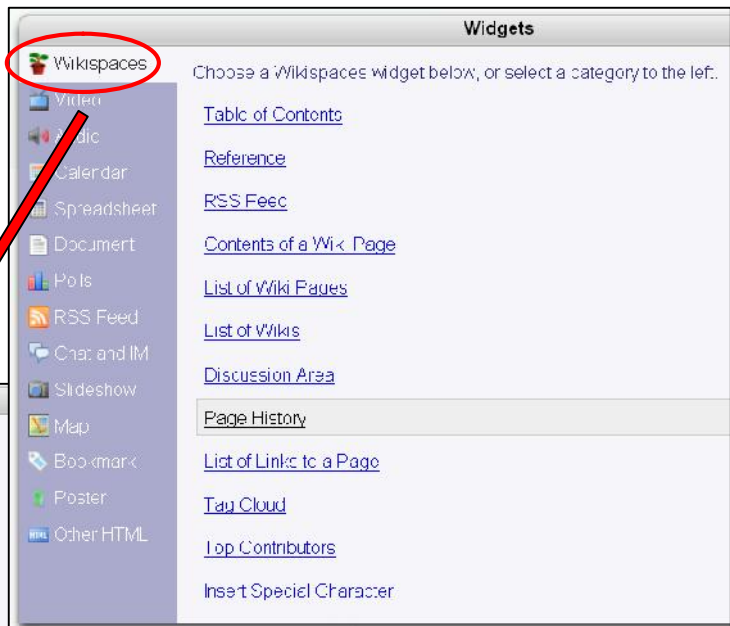 Widgets
Wikispaces
Video
Audio
Calendar
Spreadsheet
Document
Polls
RSS Feed
Chat and IM
Slideshow
Map
Bookmark
Poster
Other HTML
Choose a Wikispaces widget below, or select a category to the left.
Table of Contents
Reference
RSS Feed
Contents of a Wiki Page
List of Wiki Pages
List of Wikis
Discussion Area
Page History
List of Links to a Page
Tag Cloud
Top Contributors
Insert Special Character